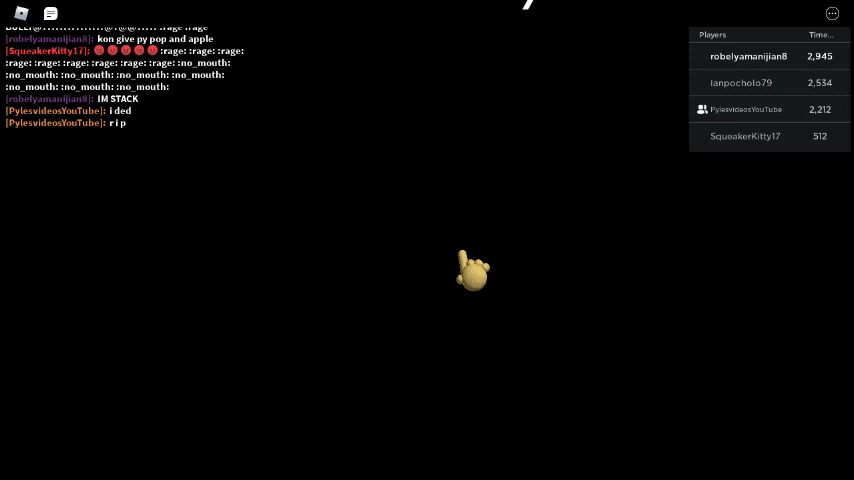 [robelyamanijian8]: kon give py pop and apple
[SqueakerKitty17]: 😡 😡 😡 😡 😡 :rage: :rage: :rage:
:rage: :rage: :rage: :rage: :rage: :rage: :no_mouth:
:no_mouth: :no_mouth: :no_mouth: :no_mouth:
:no_mouth: :no_mouth: :no_mouth:
[robelyamanijian8]: IM STACK
[PylesvideosYouTube]: i ded
[PylesvideosYouTube]: r i p
Players Time...
robelyamanijian8 2,945
ianpocholo79 2,534
PylesvideosYouTube 2,212
SqueakerKitty17 512